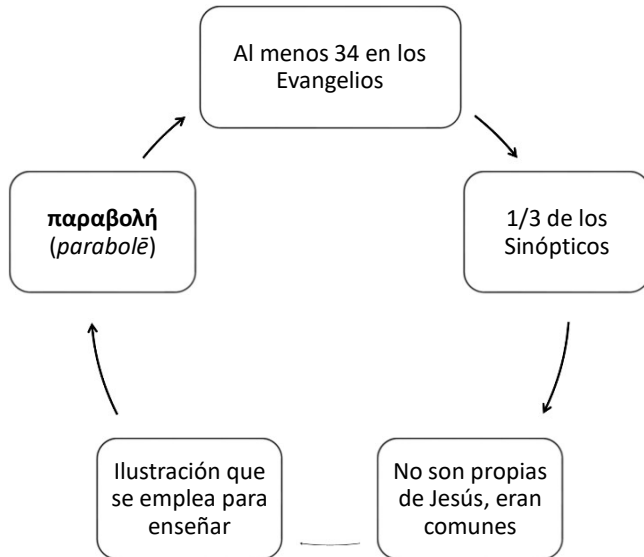 Al menos 34 en los
Evangelios
1/3 de los
Sinópticos
No son propias
de Jesús, eran
comunes
Ilustración que
se emplea para
enseñar
παραβολή
(parabolē)